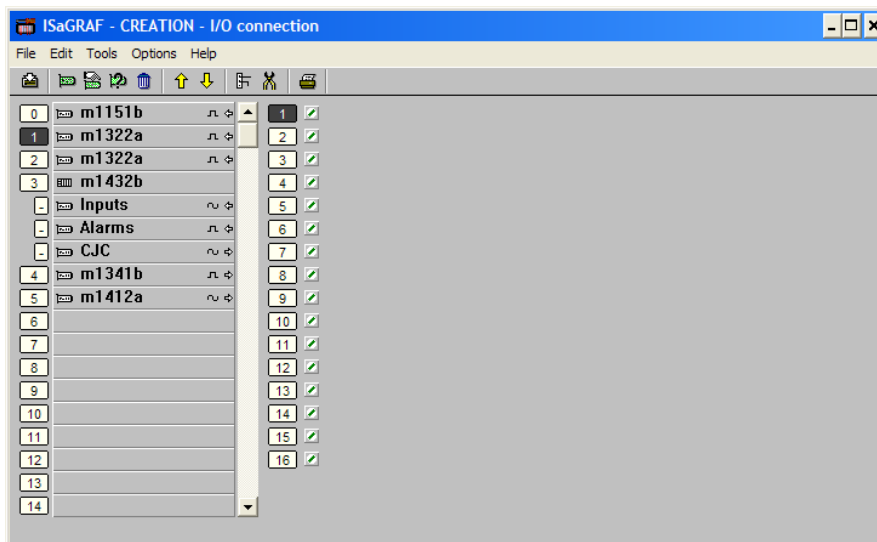 ISaGRAF - CREATION - I/O connection
File Edit Tools Options Help
0 m1151b
1 m1322a
2 m1322a
3 m1432b
- Inputs
- Alarms
- CJC
4 m1341b
5 m1412a
6
7
8
9
10
11
12
13
14
1
2
3
4
5
6
7
8
9
10
11
12
13
14
15
16